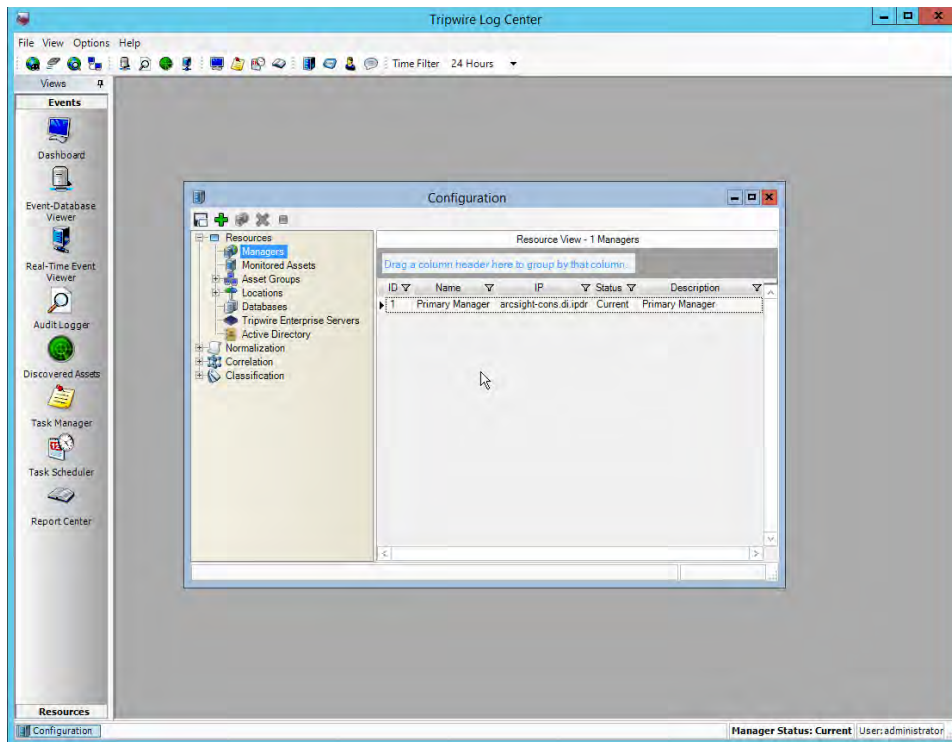 Tripwire Log Center
File View Options Help
Time Filter 24 Hours
Views
Events
Dashboard
Event-Database
Viewer
Real-Time Event
Viewer
Audit Logger
Discovered Assets
Task Manager
Task Scheduler
Report Center
Resources
Configuration
Resources
Managers
Monitored Assets
Asset Groups
Locations
Databases
Tripwire Enterprise Servers
Active Directory
Normalization
Correlation
Classification
Resource View - 1 Managers
Drag a column header here to group by that column...
ID Name IP Status Description
1 Primary Manager arcsight-cons.di.ipdr Current Primary Manager
Configuration
Manager Status: Current User: administrator